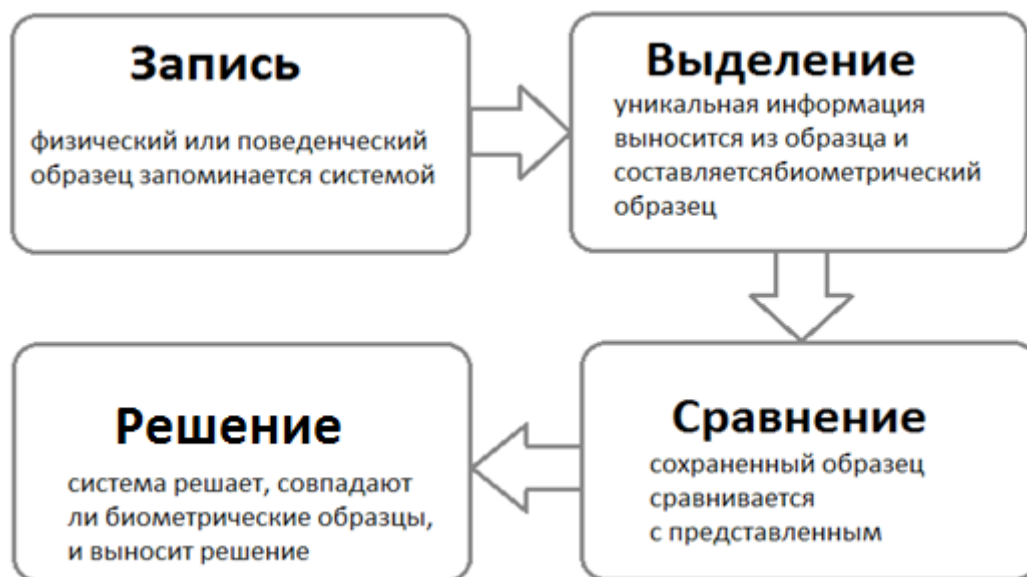 Запись
физический или поведенческий
образец запоминается системой
Выделение
уникальная информация
выносится из образца и
составляетсябиометрический
образец
Сравнение
сохраненный образец
сравнивается
с представленным
Решение
система решает, совпадают
ли биометрические образцы,
и выносит решение